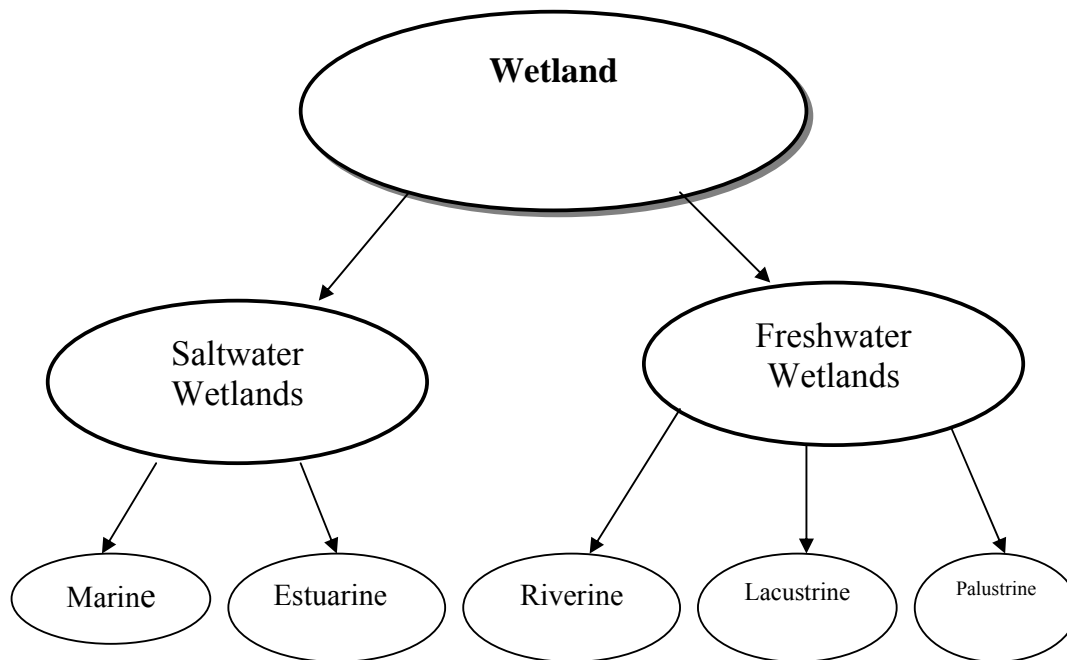 Wetland
Saltwater
Wetlands
Freshwater
Wetlands
Marine
Estuarine
Riverine
Lacustrine
Palustrine